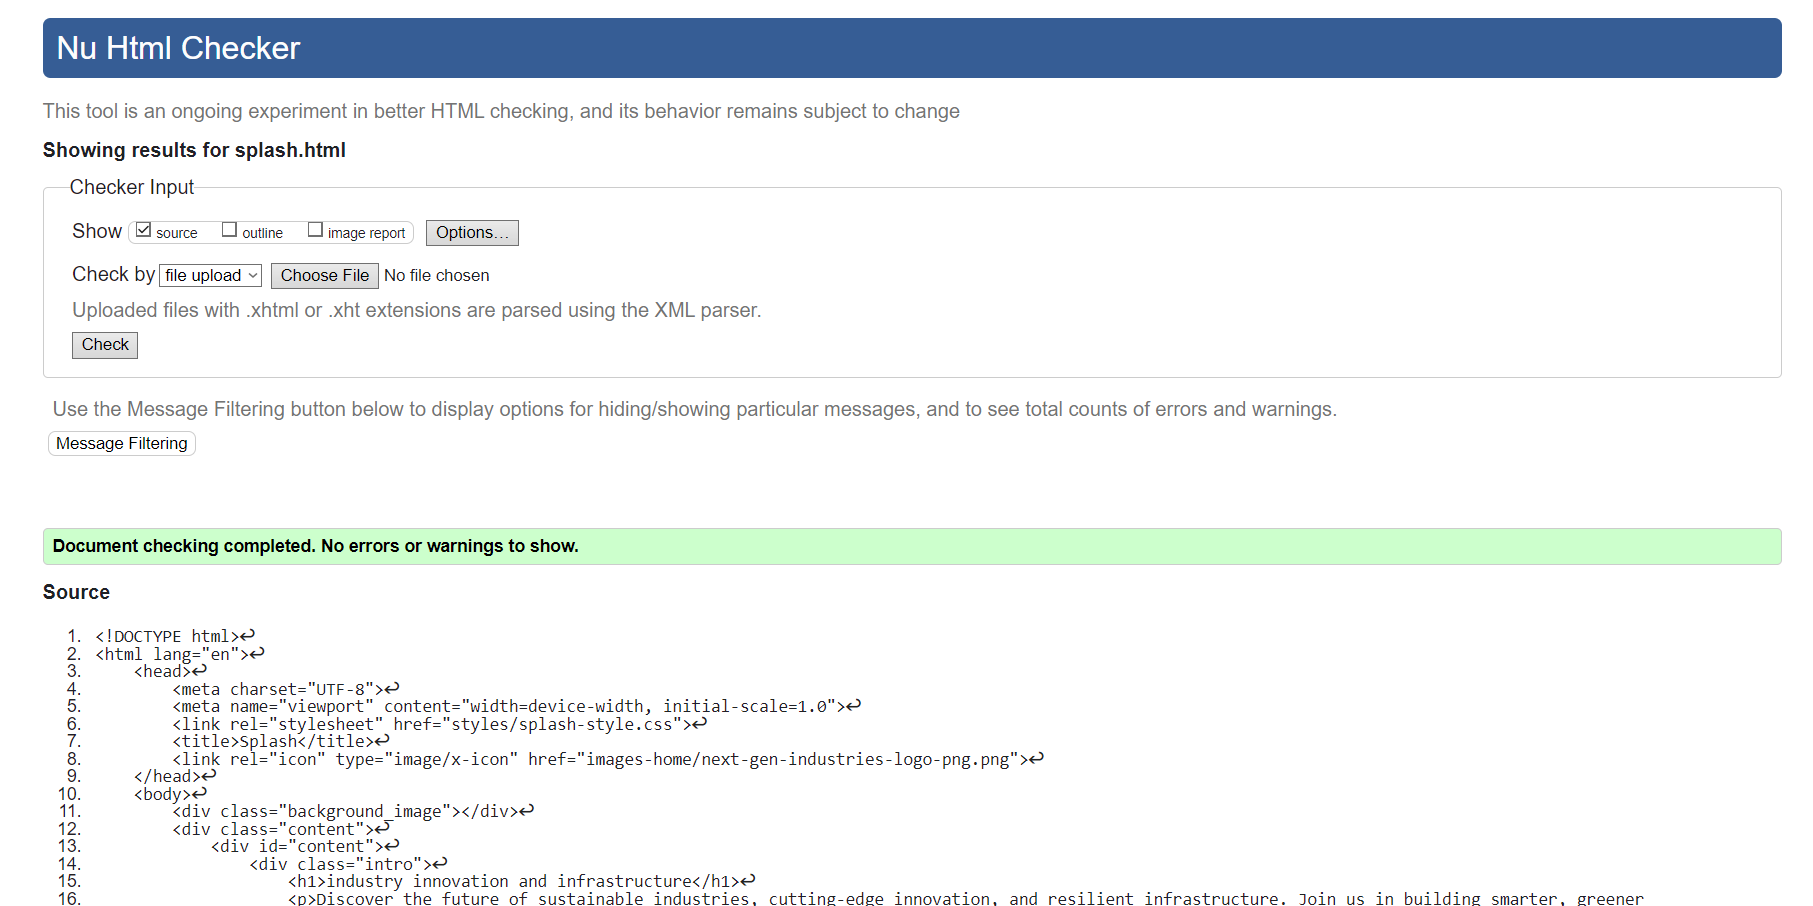 Nu Html Checker
This tool is an ongoing experiment in better HTML checking, and its behavior remains subject to change
Showing results for splash.html
Checker Input
Show source outline image report Options...
Check by file upload Choose File No file chosen
Uploaded files with .xhtml or .xht extensions are parsed using the XML parser.
Check
Use the Message Filtering button below to display options for hiding/showing particular messages, and to see total counts of errors and warnings.
Message Filtering
Document checking completed. No errors or warnings to show.
Source
1. <!DOCTYPE html>↩
2. <html lang="en">↩
3. <head>↩
4. <meta charset="UTF-8">↩
5. <meta name="viewport" content="width=device-width, initial-scale=1.0">↩
6. <link rel="stylesheet" href="styles/splash-style.css">↩
7. <title>Splash</title>↩
8. <link rel="icon" type="image/x-icon" href="images-home/next-gen-industries-logo-png.png">↩
9. </head>↩
10. <body>↩
11. <div class="background_image"></div>↩
12. <div class="content">↩
13. <div id="content">↩
14. <div class="intro">↩
15. <h1>industry innovation and infrastructure</h1>↩
16. <p>Discover the future of sustainable industries, cutting-edge innovation, and resilient infrastructure. Join us in building smarter, greener